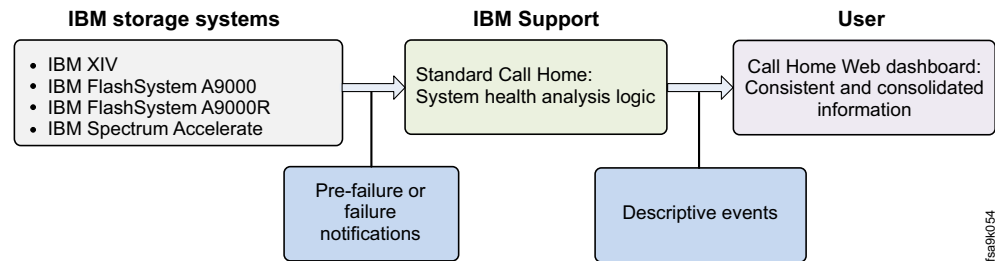 IBM storage systems
IBM Support
User
• IBM XIV
• IBM FlashSystem A9000
• IBM FlashSystem A9000R
• IBM Spectrum Accelerate
Standard Call Home:
System health analysis logic
Call Home Web dashboard:
Consistent and consolidated
information
Pre-failure or
failure
notifications
Descriptive events
fsa9k054